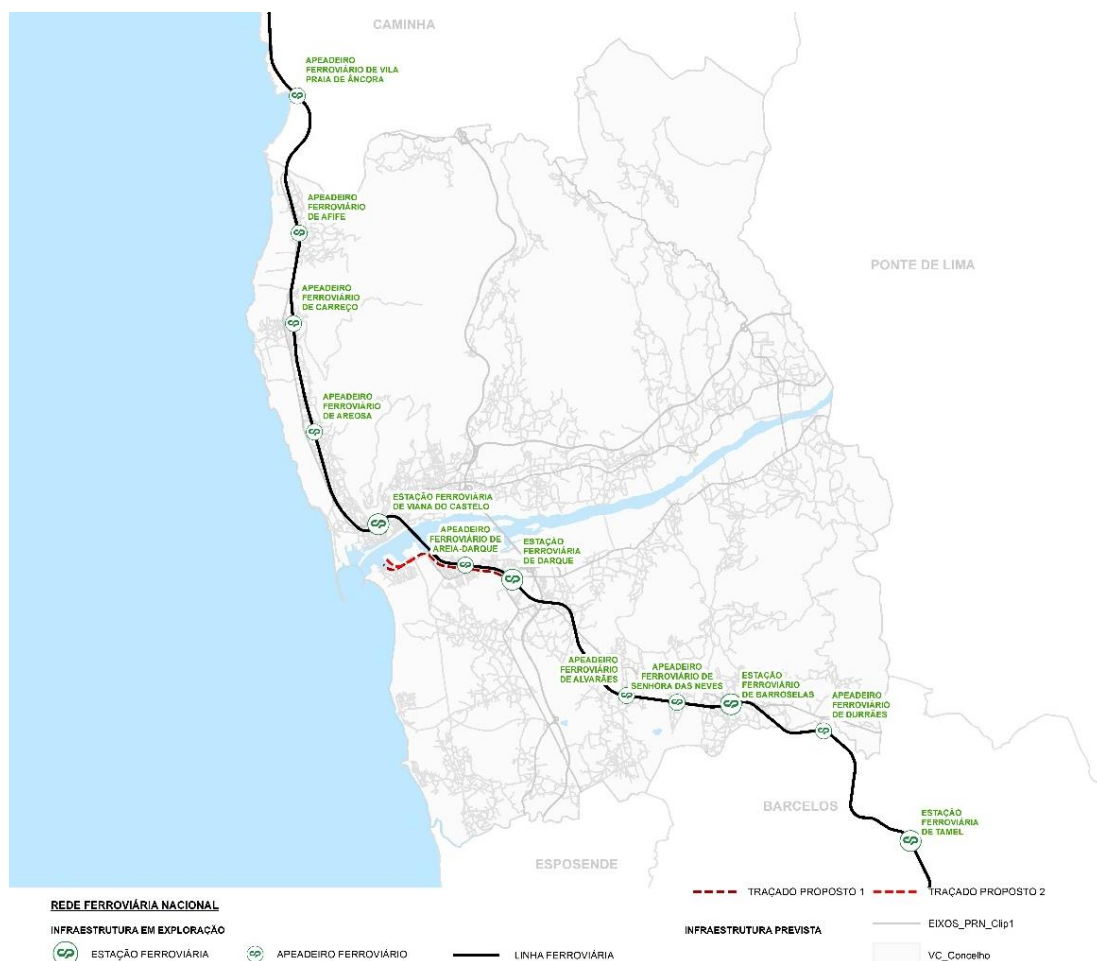 CAMINHA
APEADEIRO
FERROVIÁRIO DE VILA
PRAIA DE ÂNCORA
APEADEIRO
FERROVIÁRIO
DE AFIFE
PONTE DE LIMA
APEADEIRO
FERROVIÁRIO
DE CARREÇO
APEADEIRO
FERROVIÁRIO
DE AREOSA
ESTAÇÃO FERROVIÁRIA
DE VIANA DO CASTELO
APEADEIRO
FERROVIÁRIO DE
AREIA-DARQUE
ESTAÇÃO
FERROVIÁRIA
DE DARQUE
APEADEIRO
FERROVIÁRIO
DE ALVARÃES
APEADEIRO
FERROVIÁRIO DE
SENHORA DAS NEVES
ESTAÇÃO
FERROVIÁRIO
DE BARROSELAS
APEADEIRO
FERROVIÁRIO
DE DURRÃES
BARCELOS
ESTAÇÃO
FERROVIÁRIA
DE TAMEL
ESPOSENDE
REDE FERROVIÁRIA NACIONAL
INFRAESTRUTURA EM EXPLORAÇÃO
ESTAÇÃO FERROVIÁRIA
APEADEIRO FERROVIÁRIO
LINHA FERROVIÁRIA
INFRAESTRUTURA PREVISTA
TRAÇADO PROPOSTO 1
TRAÇADO PROPOSTO 2
EIXOS_PRN_Clip1
VC_Concelho